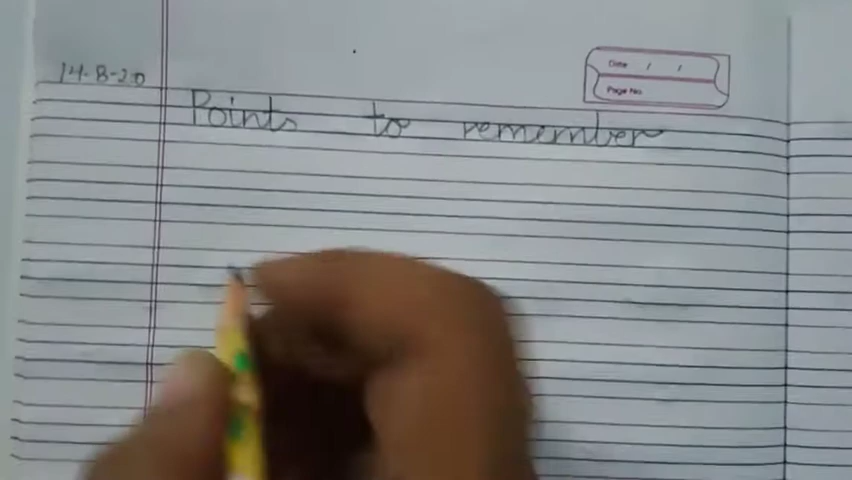 Date / /
Page No
14-8-20
Points to remember